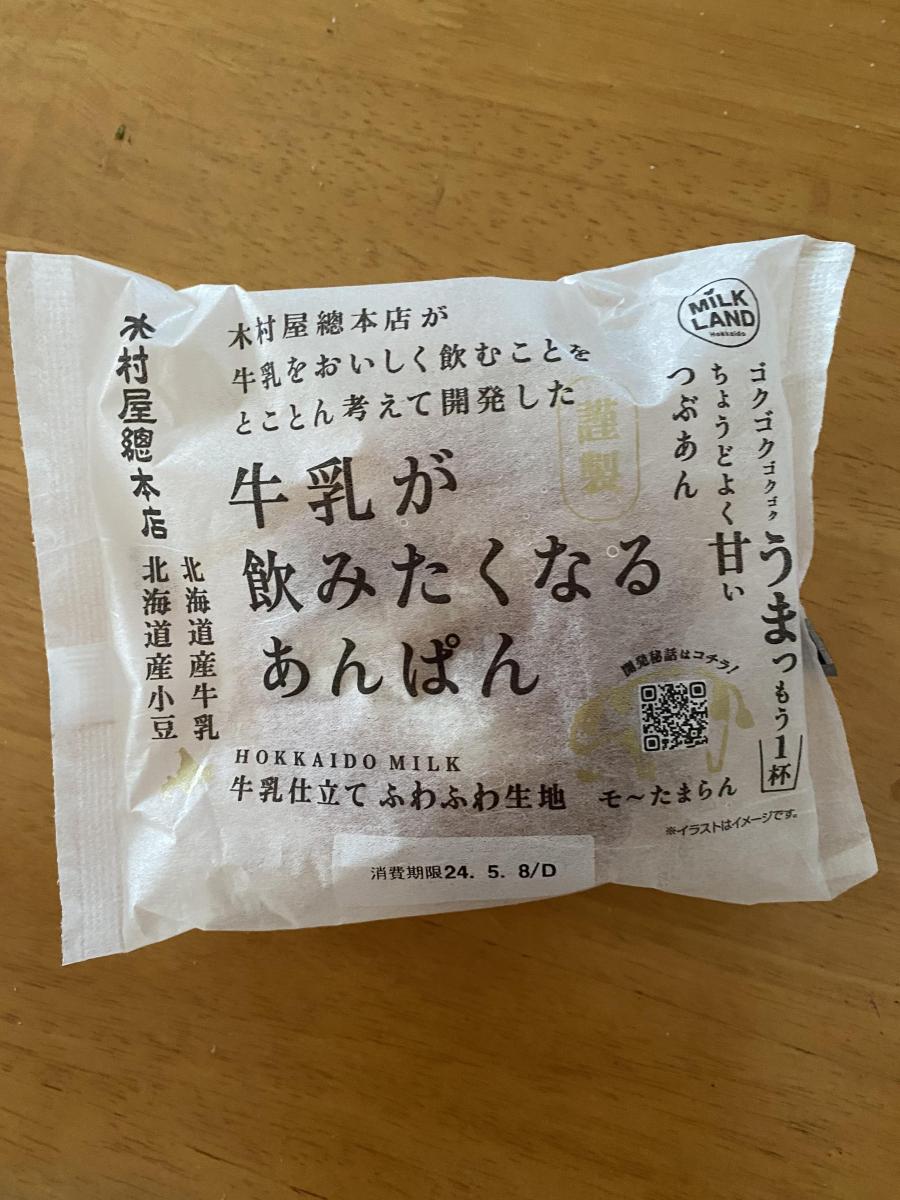 木村屋總本店
北海道産牛乳
北海道産小豆
木村屋總本店が
牛乳をおいしく飲むことを
とことん考えて開発した
謹製
牛乳が
飲みたくなる
あんぱん
HOKKAIDO MILK
牛乳仕立て ふわふわ生地
MILK
LAND
Hokkaido
ゴクゴクゴクゴクうまっもう1杯
ちょうどよく甘い
つぶあん
開発秘話はコチラ!
モ〜たまらん
※イラストはイメージです。
消費期限24. 5. 8/D